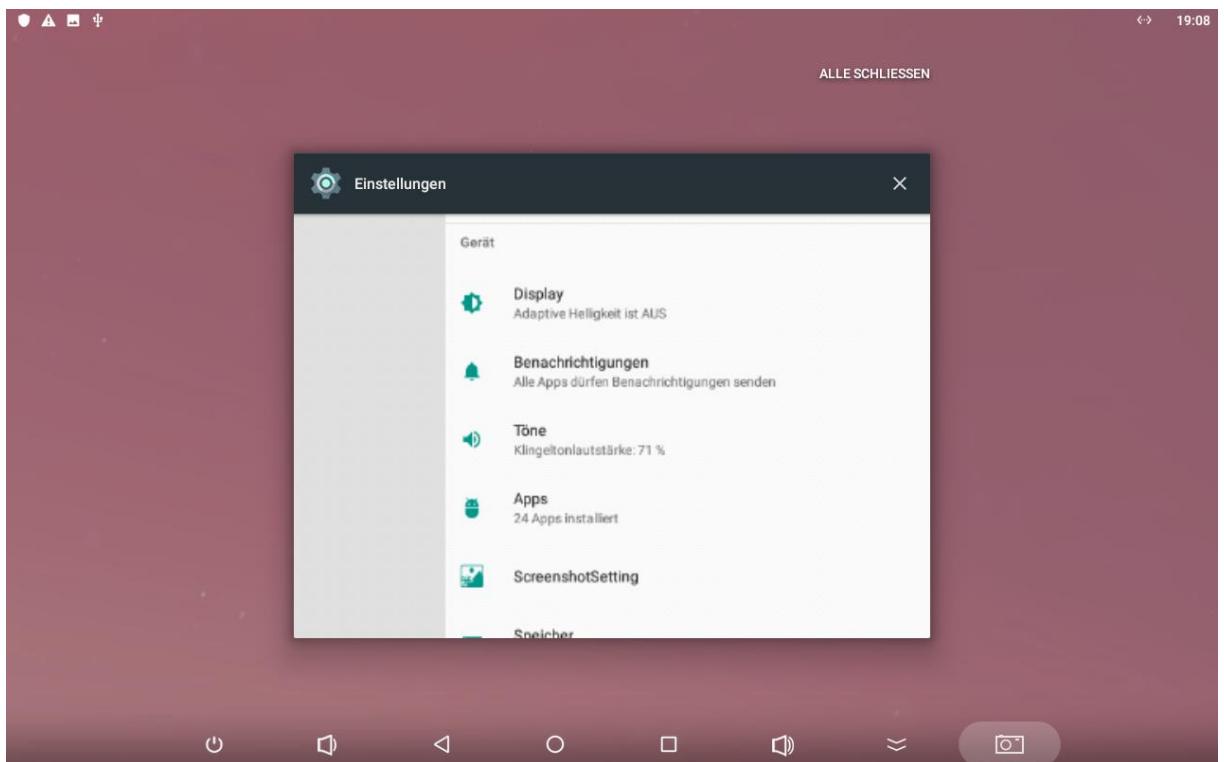 19:08
ALLE SCHLIESSEN
Einstellungen
Gerät
Display
Adaptive Helligkeit ist AUS
Benachrichtigungen
Alle Apps dürfen Benachrichtigungen senden
Töne
Klingeltonlautstärke: 71 %
Apps
24 Apps installiert
ScreenshotSetting
Speicher